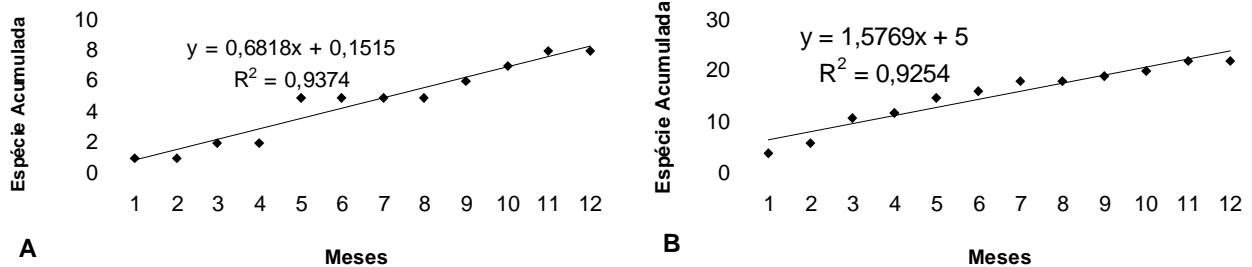 Espécie Acumulada
10
8
6
4
2
0
y = 0,6818x + 0,1515
R² = 0,9374
1 2 3 4 5 6 7 8 9 10 11 12
Meses
A
Espécie Acumulada
30
20
10
0
y = 1,5769x + 5
R² = 0,9254
1 2 3 4 5 6 7 8 9 10 11 12
Meses
B